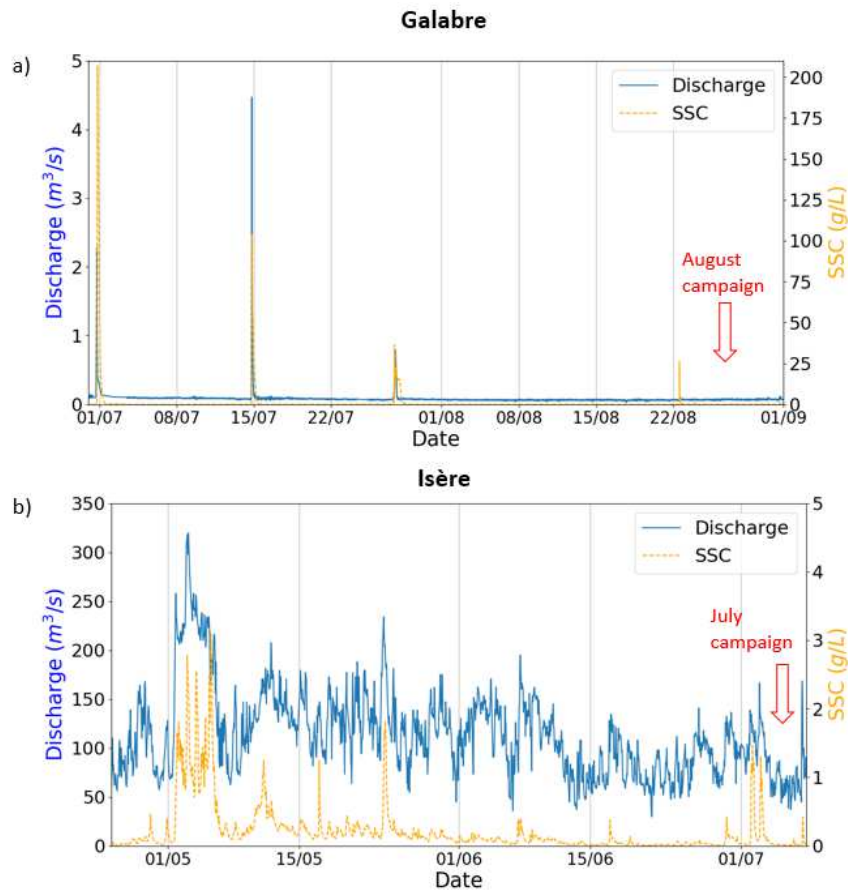 Galabre
a)
5
4
3
2
1
0
Discharge (m³/s)
200
175
150
125
100
75
50
25
0
SSC (g/L)
Discharge
SSC
August
campaign
01/07 08/07 15/07 22/07 01/08 08/08 15/08 22/08 01/09
Date
Isère
b)
350
300
250
200
150
100
50
0
Discharge (m³/s)
5
4
3
2
1
0
SSC (g/L)
Discharge
SSC
July
campaign
01/05 15/05 01/06 15/06 01/07
Date